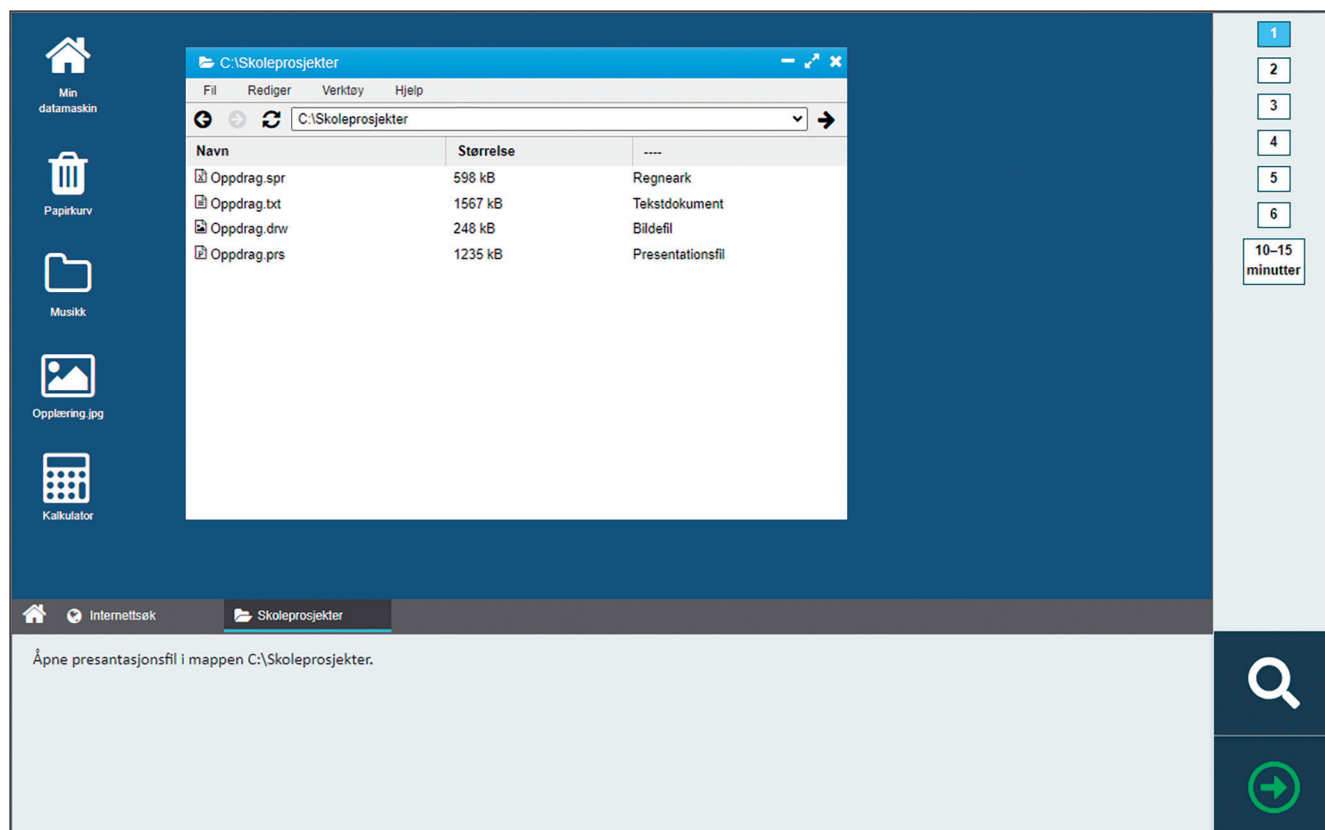 Min
datamaskin
Papirkurv
Musikk
Opplæring.jpg
Kalkulator
C:\Skoleprosjekter
Fil Rediger Verktøy Hjelp
C:\Skoleprosjekter
Navn Størrelse ----
Oppdrag.spr 598 kB Regneark
Oppdrag.txt 1567 kB Tekstdokument
Oppdrag.drw 248 kB Bildefil
Oppdrag.prs 1235 kB Presentationsfil
Internettsøk Skoleprosjekter
Åpne presantasjonsfil i mappen C:\Skoleprosjekter.
1
2
3
4
5
6
10–15
minutter